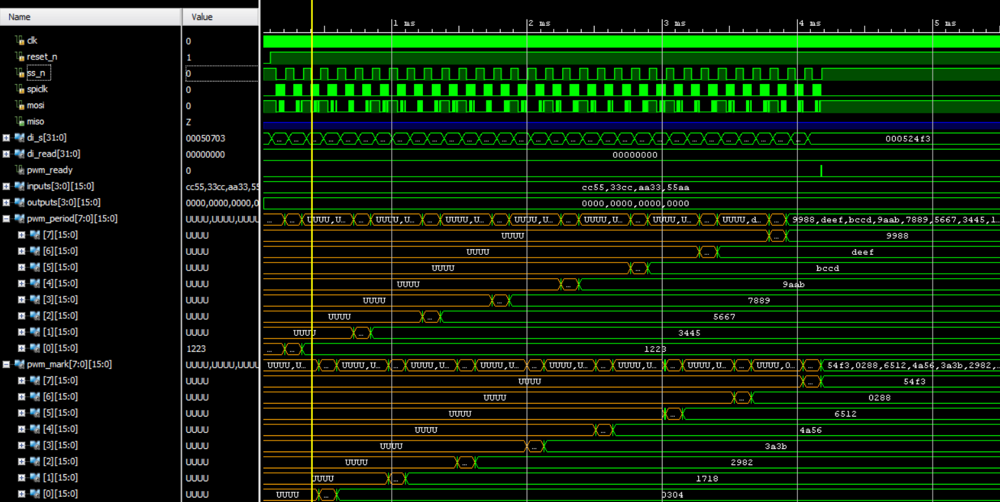 Name Value
1 ms 2 ms 3 ms 4 ms 5 ms
clk 0
reset_n 1
ss_n 0
spiclk 0
mosi 0
miso Z
di_s[31:0] 00050703 ... ... ... ... ... ... ... ... ... ... ... ... ... ... ... ... ... ... ... ... ... ... ... ... ... ... ... ... ... ... ... 000524f3
di_read[31:0] 00000000 00000000
pwm_ready 0
inputs[3:0][15:0] cc55,33cc,aa33,55 cc55,33cc,aa33,55aa
outputs[3:0][15:0] 0000,0000,0000,0 0000,0000,0000,0000
pwm_period[7:0][15:0] UUUU,UUUU,UUUU ... ... UUUU,U... ... UUUU,U... ... UUUU,U... ... UUUU,U... ... UUUU,U... ... UUUU,U... ... UUUU,d... ... 9988,deef,bccd,9aab,7889,5667,3445,1...
[7][15:0] UUUU UUUU ... 9988
[6][15:0] UUUU UUUU ... deef
[5][15:0] UUUU UUUU ... bccd
[4][15:0] UUUU UUUU ... 9aab
[3][15:0] UUUU UUUU ... 7889
[2][15:0] UUUU UUUU ... 5667
[1][15:0] UUUU UUUU ... 3445
[0][15:0] 1223 ... ... 1223
pwm_mark[7:0][15:0] UUUU,UUUU,UUUU UUUU,U... ... UUUU,U... ... UUUU,U... ... UUUU,U... ... UUUU,U... ... UUUU,U... ... UUUU,U... ... UUUU,0... ... 54f3,0288,6512,4a56,3a3b,2982,...
[7][15:0] UUUU UUUU ... 54f3
[6][15:0] UUUU UUUU ... 0288
[5][15:0] UUUU UUUU ... 6512
[4][15:0] UUUU UUUU ... 4a56
[3][15:0] UUUU UUUU ... 3a3b
[2][15:0] UUUU UUUU ... 2982
[1][15:0] UUUU UUUU ... 1718
[0][15:0] UUUU UUUU ... 0304